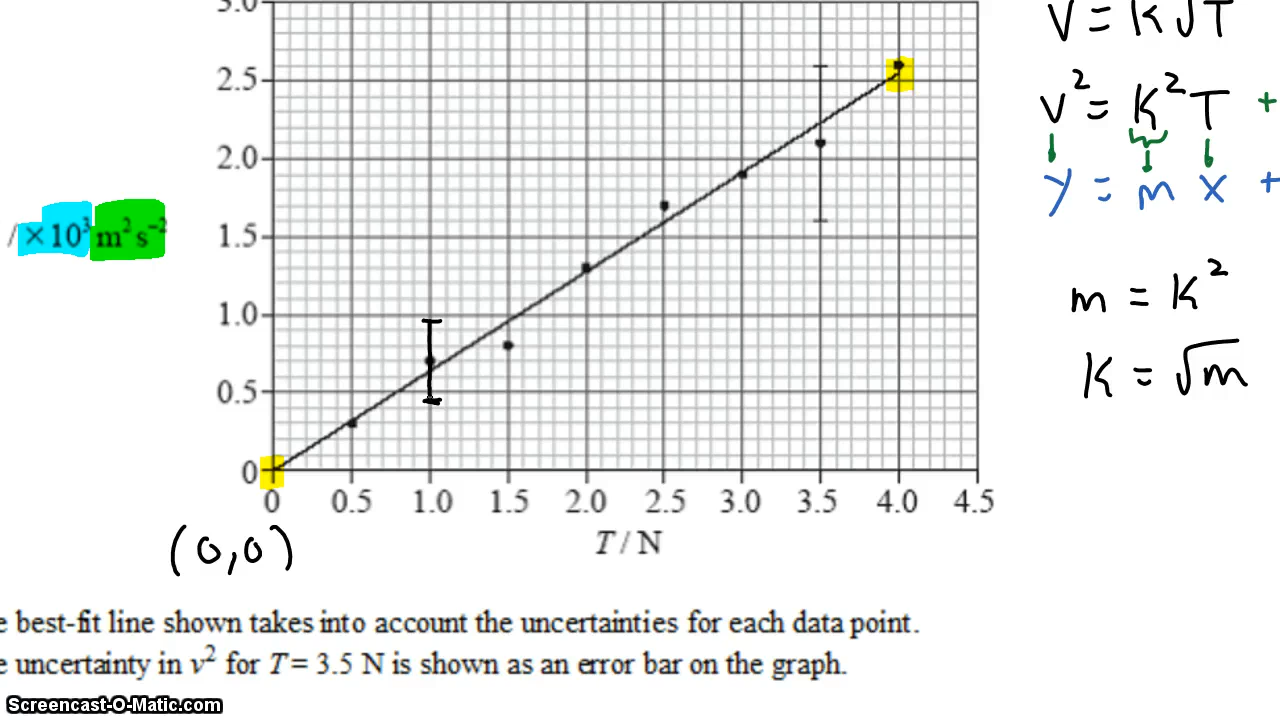 3.0
2.5
2.0
1.5
1.0
0.5
0
/ ×10³ m² s⁻²
0 0.5 1.0 1.5 2.0 2.5 3.0 3.5 4.0 4.5
T / N
(0,0)
V = K√T
V² = K² T +
y = m x +
m = K²
K = √m
e best-fit line shown takes into account the uncertainties for each data point.
e uncertainty in v² for T = 3.5 N is shown as an error bar on the graph.
Screencast-O-Matic.com